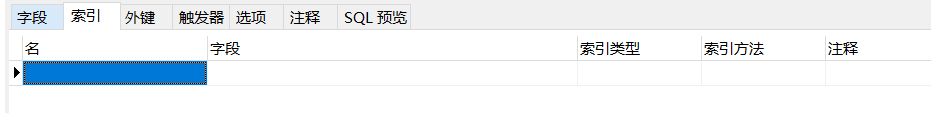 字段 索引 外键 触发器 选项 注释 SQL 预览
名 字段 索引类型 索引方法 注释